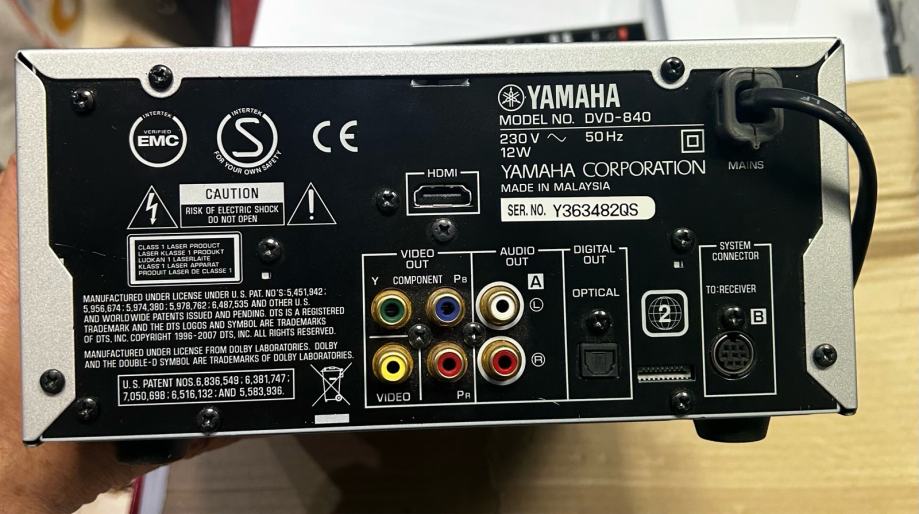 INTERTEK
VERIFIED
EMC
INTERTEK
S
FOR YOUR OWN SAFETY
CE
YAMAHA
MODEL NO. DVD-840
230 V ~ 50 Hz
12W
YAMAHA CORPORATION
MADE IN MALAYSIA
SER. NO. Y363482QS
MAINS
CAUTION
RISK OF ELECTRIC SHOCK
DO NOT OPEN
CLASS 1 LASER PRODUCT
LASER KLASSE 1 PRODUKT
LUOKAN 1 LASERLAITE
KLASS 1 LASER APPARAT
PRODUIT LASER DE CLASSE 1
MANUFACTURED UNDER LICENSE UNDER U.S. PAT. NO'S: 5,451,942;
5,956,674; 5,974,380; 5,978,762; 6,487,535 AND OTHER U.S.
AND WORLDWIDE PATENTS ISSUED AND PENDING. DTS IS A REGISTERED
TRADEMARK AND THE DTS LOGOS AND SYMBOL ARE TRADEMARKS
OF DTS, INC. COPYRIGHT 1996-2007 DTS, INC. ALL RIGHTS RESERVED.
MANUFACTURED UNDER LICENSE FROM DOLBY LABORATORIES. DOLBY
AND THE DOUBLE-D SYMBOL ARE TRADEMARKS OF DOLBY LABORATORIES.
U.S. PATENT NOS.6,836,549; 6,381,747;
7,050,698; 6,516,132; AND 5,583,936.
HDMI
VIDEO
OUT
Y COMPONENT PB
VIDEO
PR
AUDIO
OUT
A
L
R
DIGITAL
OUT
OPTICAL
2
SYSTEM
CONNECTOR
TO:RECEIVER
B